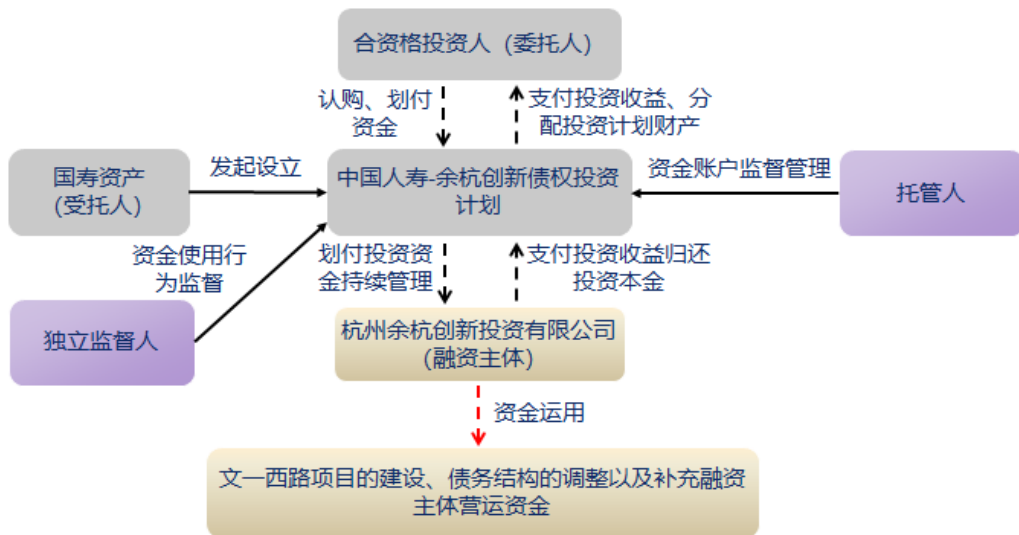 合资格投资人（委托人）
认购、划付
资金
支付投资收益、分
配投资计划财产
国寿资产
(受托人)
发起设立
中国人寿-余杭创新债权投资
计划
资金账户监督管理
托管人
资金使用行
为监督
划付投资资
金持续管理
支付投资收益归还
投资本金
独立监督人
杭州余杭创新投资有限公司
(融资主体)
资金运用
文一西路项目的建设、债务结构的调整以及补充融资
主体营运资金